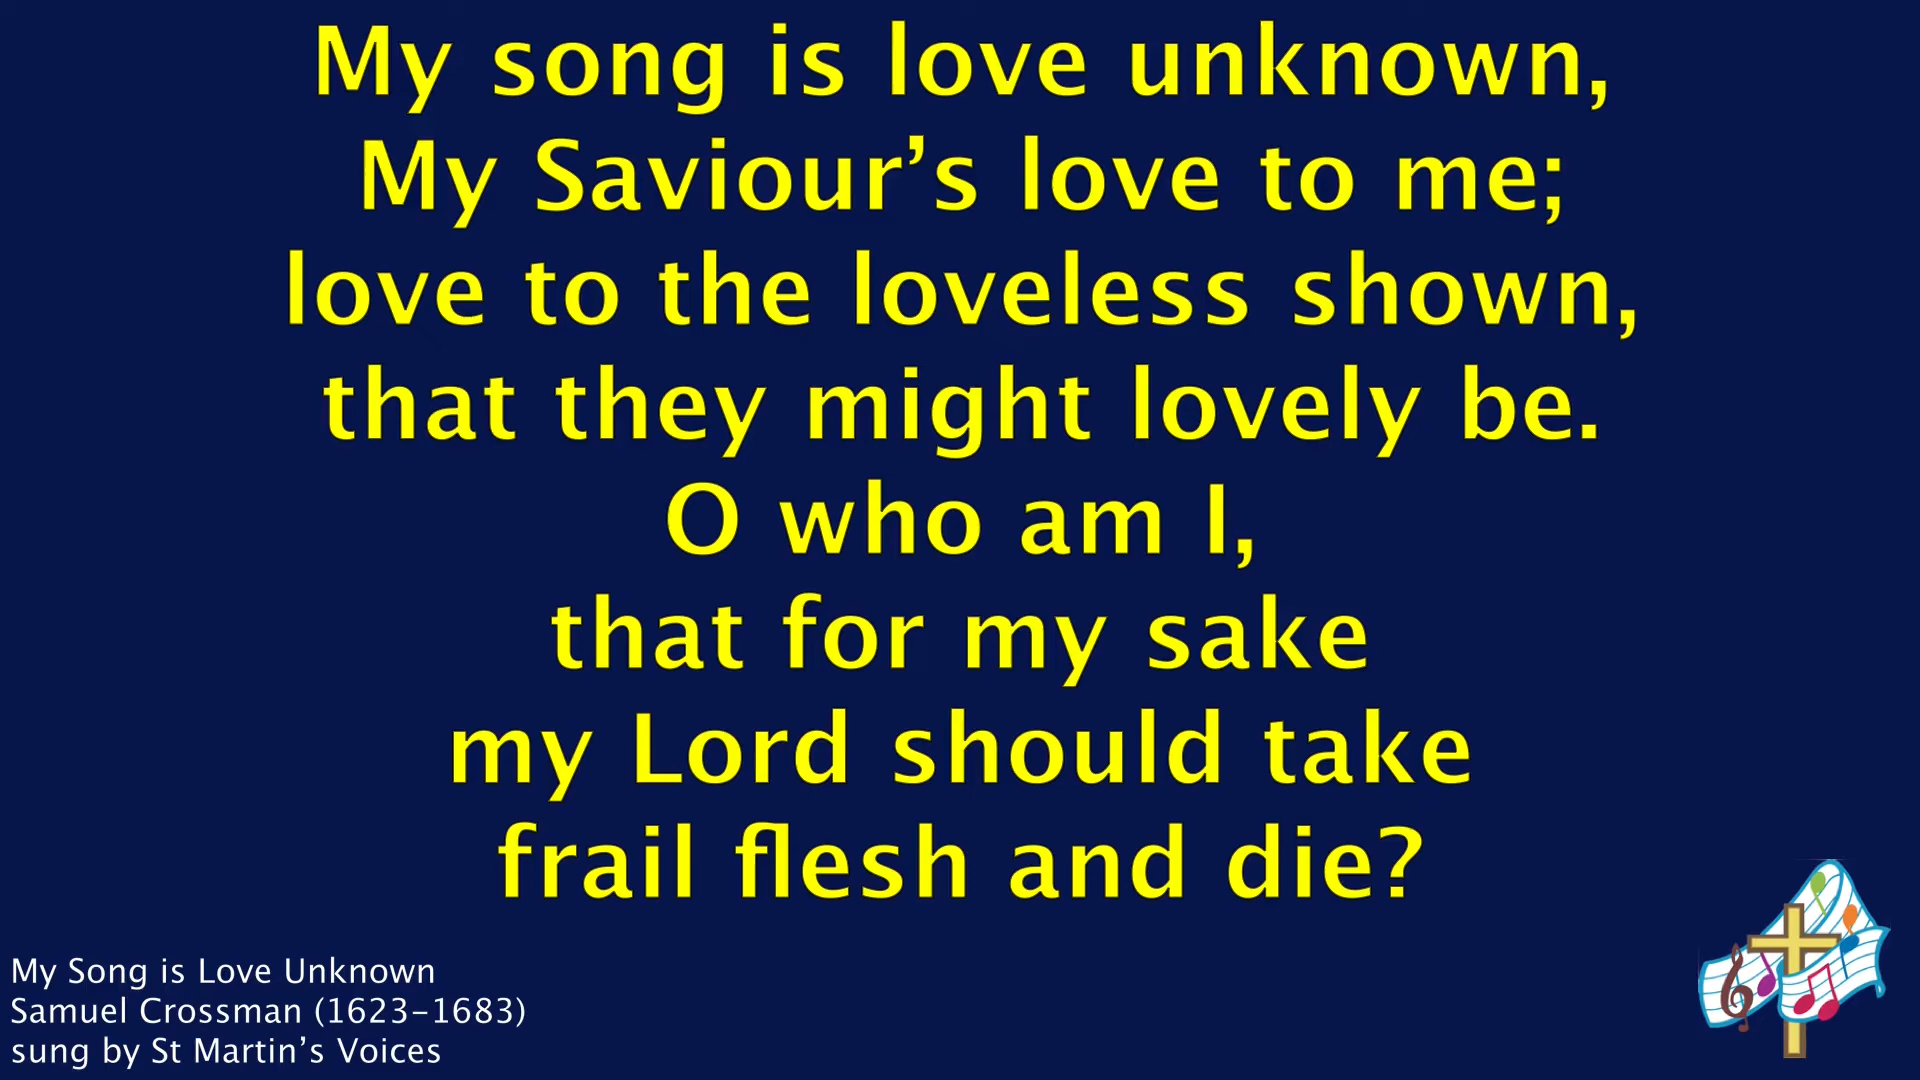 My song is love unknown,
My Saviour’s love to me;
love to the loveless shown,
that they might lovely be.
O who am I,
that for my sake
my Lord should take
frail flesh and die?
My Song is Love Unknown
Samuel Crossman (1623-1683)
sung by St Martin’s Voices